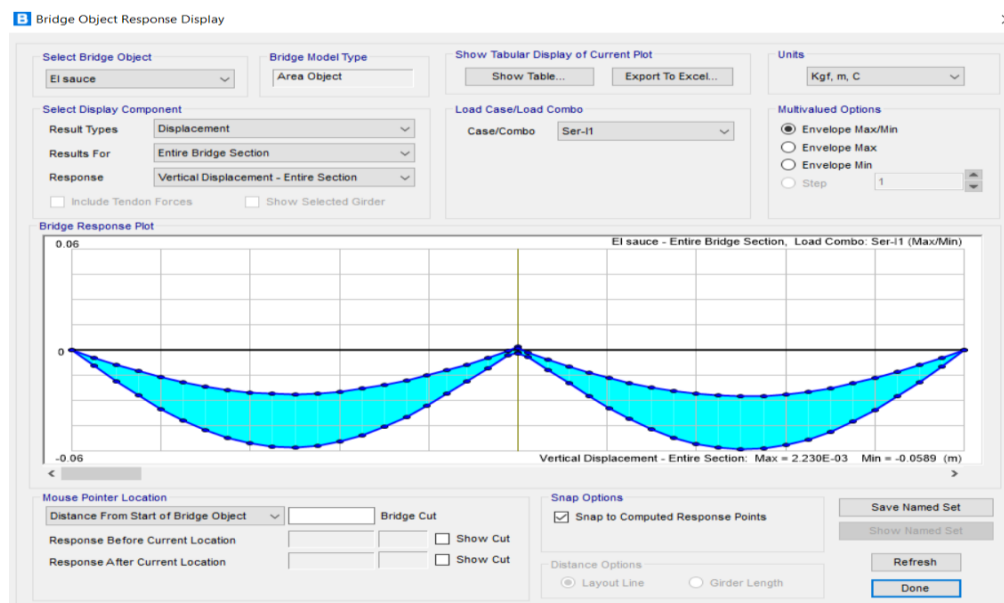 B Bridge Object Response Display
Select Bridge Object
El sauce
Bridge Model Type
Area Object
Show Tabular Display of Current Plot
Show Table...
Export To Excel...
Units
Kgf, m, C
Select Display Component
Result Types
Displacement
Results For
Entire Bridge Section
Response
Vertical Displacement - Entire Section
Include Tendon Forces
Show Selected Girder
Load Case/Load Combo
Case/Combo
Ser-I1
Multivalued Options
Envelope Max/Min
Envelope Max
Envelope Min
Step
1
Bridge Response Plot
0.06
El sauce - Entire Bridge Section, Load Combo: Ser-I1 (Max/Min)
0
-0.06
Vertical Displacement - Entire Section: Max = 2.230E-03 Min = -0.0589 (m)
Mouse Pointer Location
Distance From Start of Bridge Object
Bridge Cut
Response Before Current Location
Show Cut
Response After Current Location
Show Cut
Snap Options
Snap to Computed Response Points
Distance Options
Layout Line
Girder Length
Save Named Set
Show Named Set
Refresh
Done